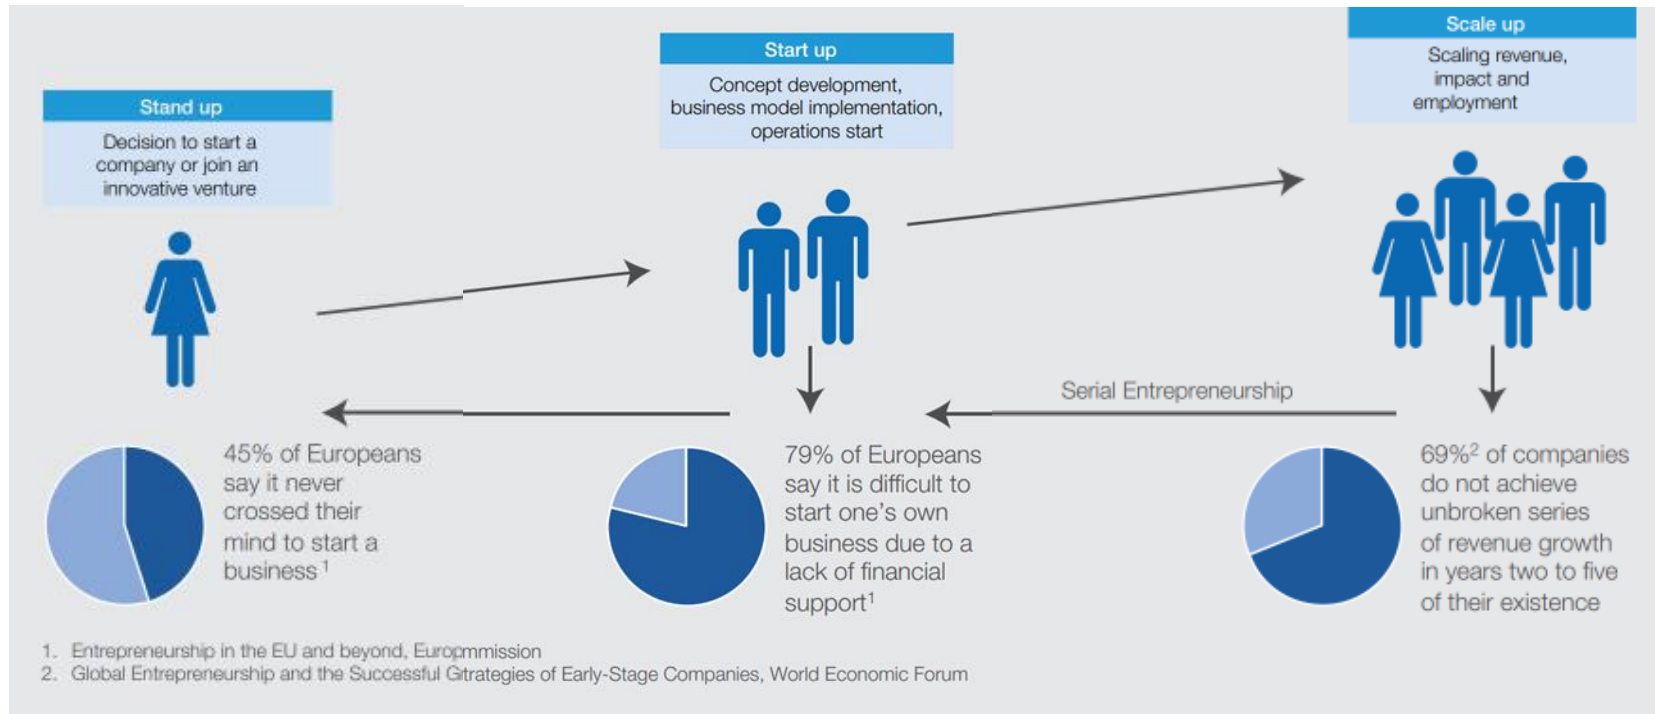 Stand up
Decision to start a
company or join an
innovative venture
Start up
Concept development,
business model implementation,
operations start
Scale up
Scaling revenue,
impact and
employment
Serial Entrepreneurship
45% of Europeans
say it never
crossed their
mind to start a
business¹
79% of Europeans
say it is difficult to
start one's own
business due to a
lack of financial
support¹
69%² of companies
do not achieve
unbroken series
of revenue growth
in years two to five
of their existence
1. Entrepreneurship in the EU and beyond, Europmmission
2. Global Entrepreneurship and the Successful Gtrategies of Early-Stage Companies, World Economic Forum